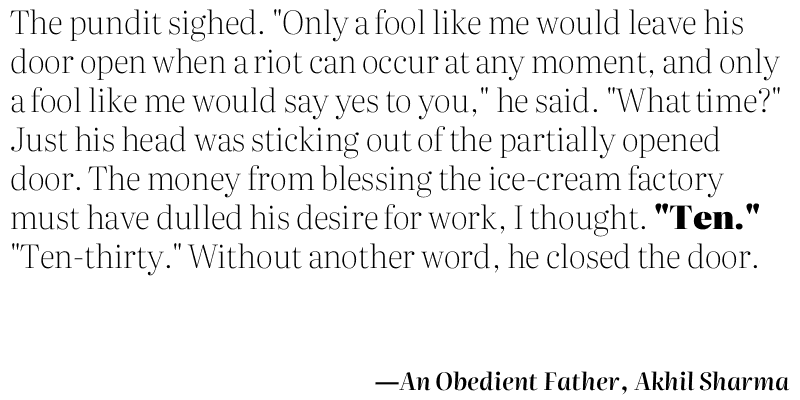 The pundit sighed. "Only a fool like me would leave his
door open when a riot can occur at any moment, and only
a fool like me would say yes to you," he said. "What time?"
Just his head was sticking out of the partially opened
door. The money from blessing the ice-cream factory
must have dulled his desire for work, I thought. "Ten."
"Ten-thirty." Without another word, he closed the door.
—An Obedient Father, Akhil Sharma